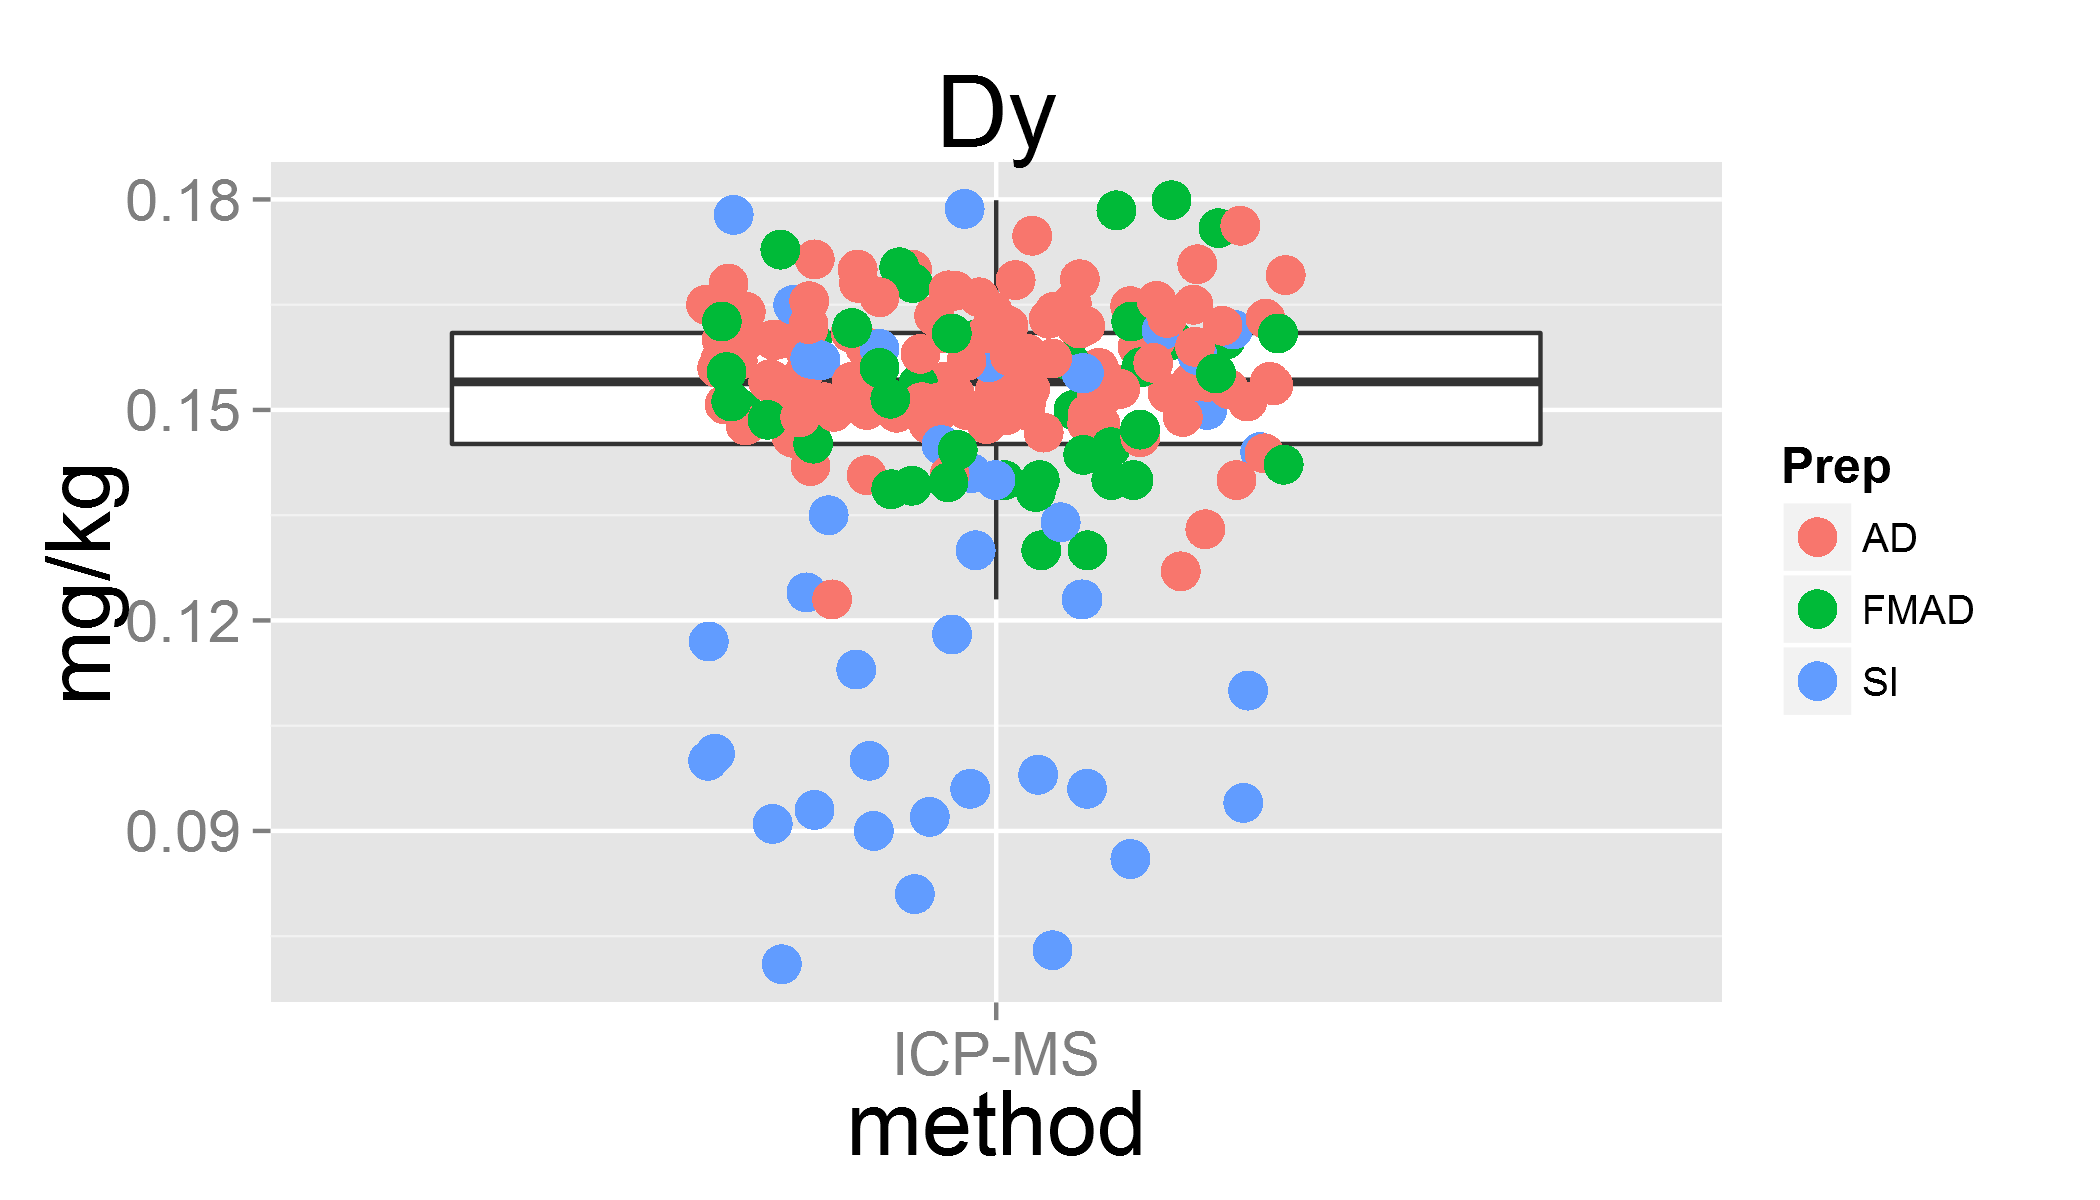 Dy
mg/kg
0.18
0.15
0.12
0.09
ICP-MS
method
Prep
AD
FMAD
SI